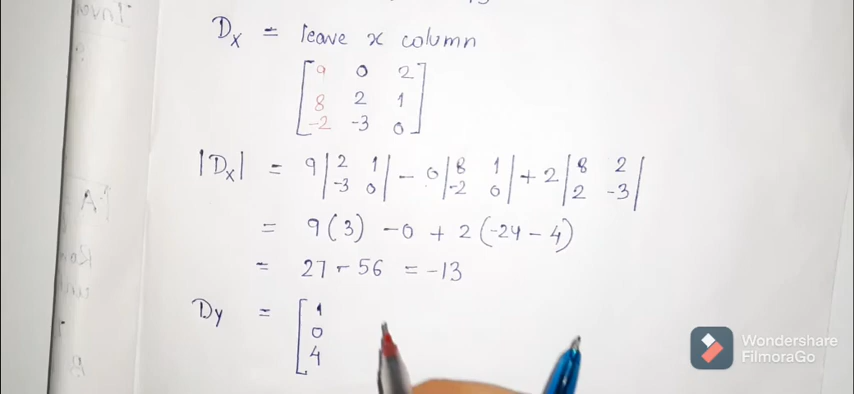 Dx = leave x column
9 0 2
8 2 1
-2 -3 0
|Dx| = 9 |2 1 -3 0| - 0 |8 1 -2 0| + 2 |8 2 2 -3|
= 9(3) - 0 + 2(-24 - 4)
= 27 - 56 = -13
Dy = [1 0 4
Wondershare
FilmoraGo